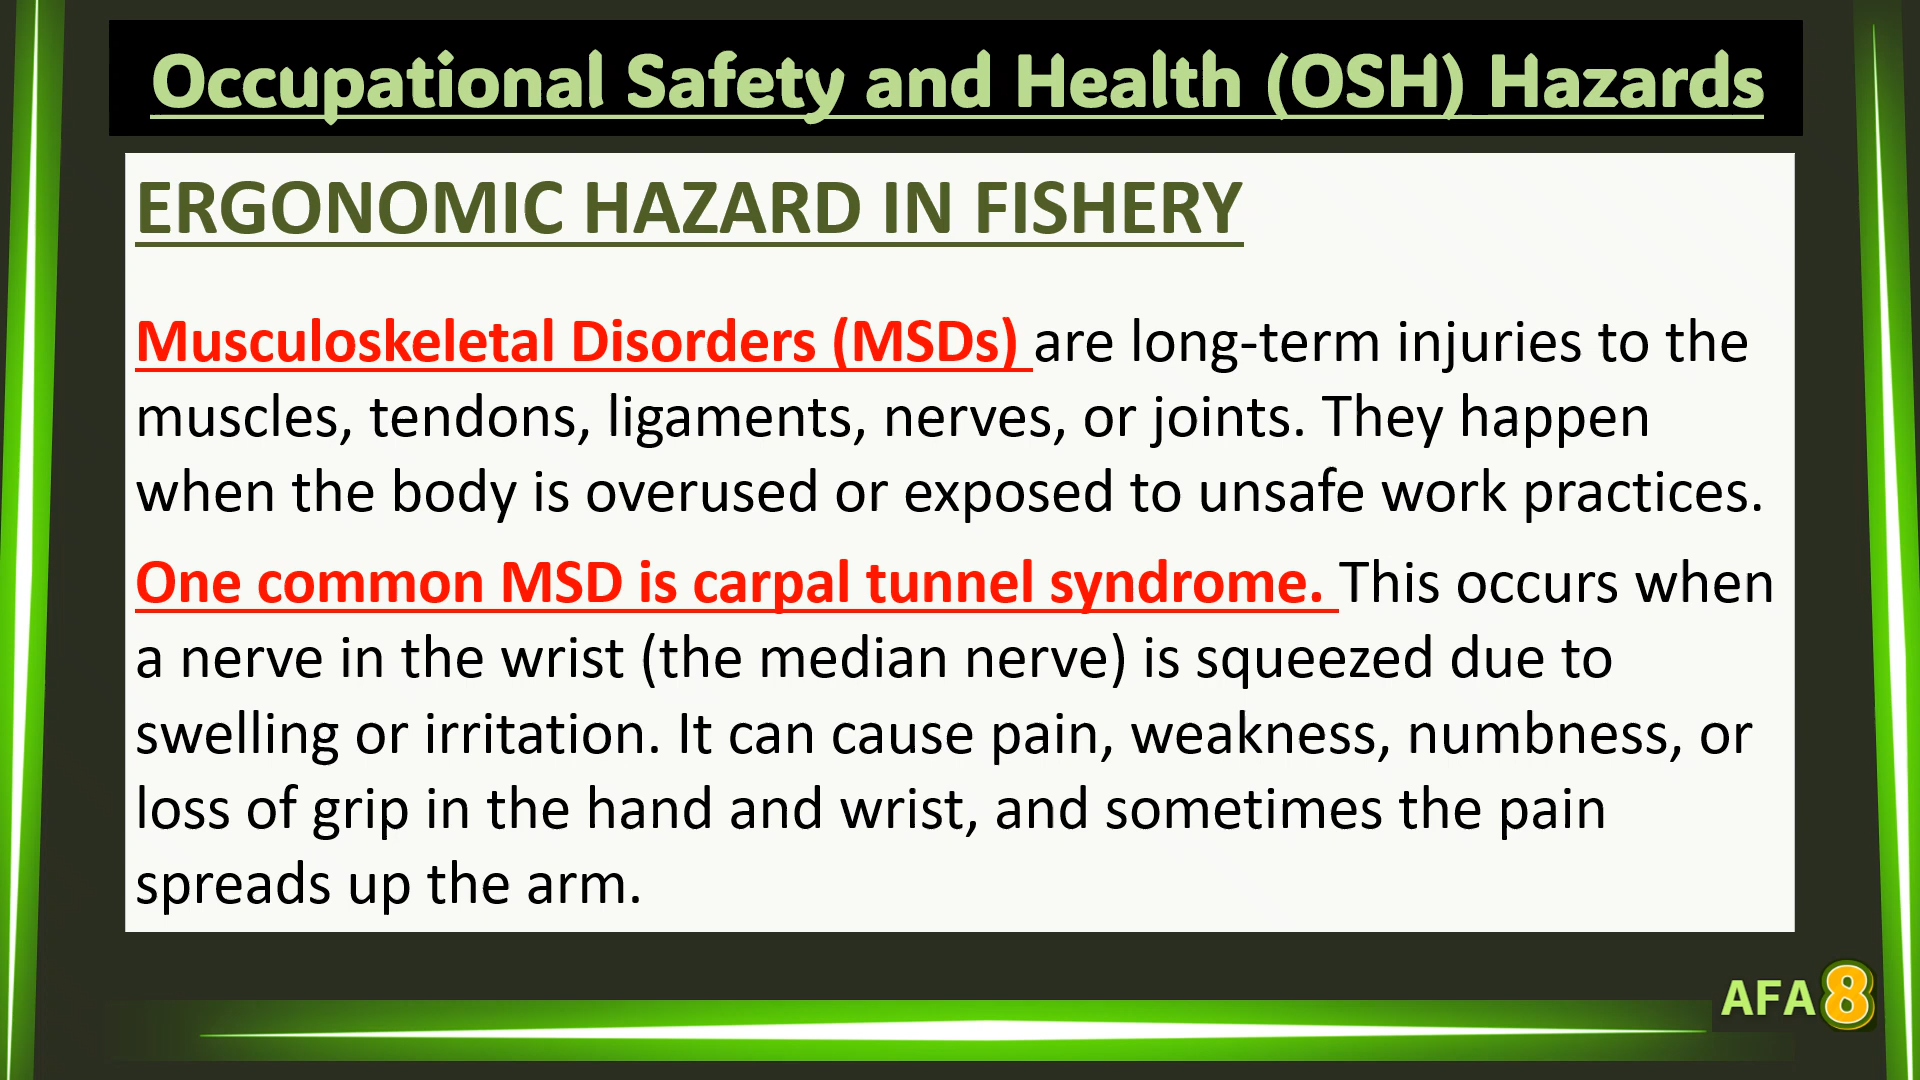 Occupational Safety and Health (OSH) Hazards
ERGONOMIC HAZARD IN FISHERY
Musculoskeletal Disorders (MSDs) are long-term injuries to the
muscles, tendons, ligaments, nerves, or joints. They happen
when the body is overused or exposed to unsafe work practices.
One common MSD is carpal tunnel syndrome. This occurs when
a nerve in the wrist (the median nerve) is squeezed due to
swelling or irritation. It can cause pain, weakness, numbness, or
loss of grip in the hand and wrist, and sometimes the pain
spreads up the arm.
AFA 8